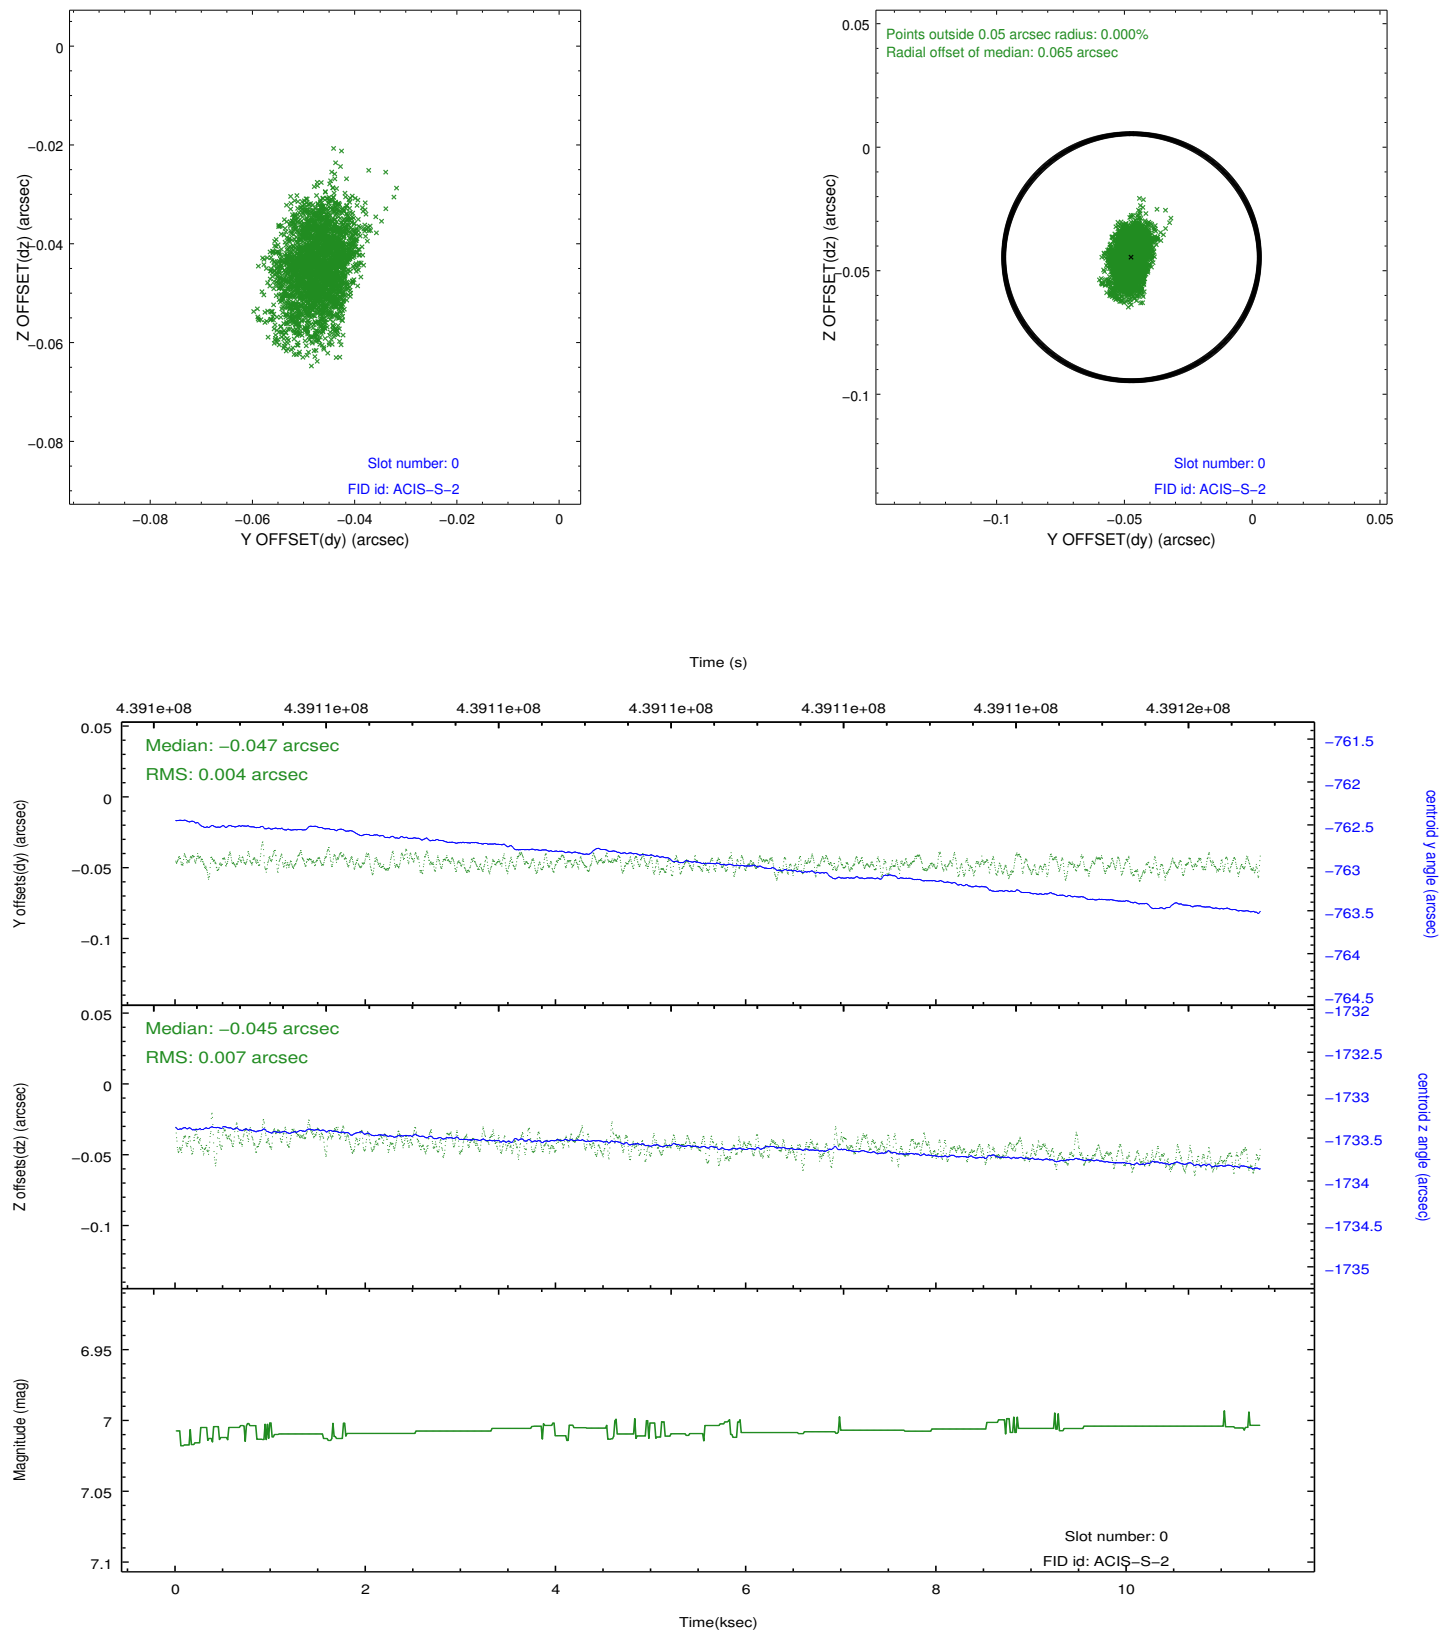 0
−0.02
−0.04
−0.06
−0.08
Z OFFSET(dz) (arcsec)
Slot number: 0
FID id: ACIS−S−2
−0.08
−0.06
−0.04
−0.02
0
Y OFFSET(dy) (arcsec)
0.05
0
−0.05
−0.1
Z OFFSET(dz) (arcsec)
Points outside 0.05 arcsec radius: 0.000%
Radial offset of median: 0.065 arcsec
Slot number: 0
FID id: ACIS−S−2
−0.1
−0.05
0
0.05
Y OFFSET(dy) (arcsec)
Time (s)
4.391e+08
4.3911e+08
4.3911e+08
4.3911e+08
4.3911e+08
4.3911e+08
4.3912e+08
0.05
0
−0.05
−0.1
Y offsets(dy) (arcsec)
Median: −0.047 arcsec
RMS: 0.004 arcsec
−761.5
−762
−762.5
−763
−763.5
−764
−764.5
centroid y angle (arcsec)
0.05
0
−0.05
−0.1
Z offsets(dz) (arcsec)
Median: −0.045 arcsec
RMS: 0.007 arcsec
−1732
−1732.5
−1733
−1733.5
−1734
−1734.5
−1735
centroid z angle (arcsec)
6.95
7
7.05
7.1
Magnitude (mag)
Slot number: 0
FID id: ACIS−S−2
0
2
4
6
8
10
Time(ksec)